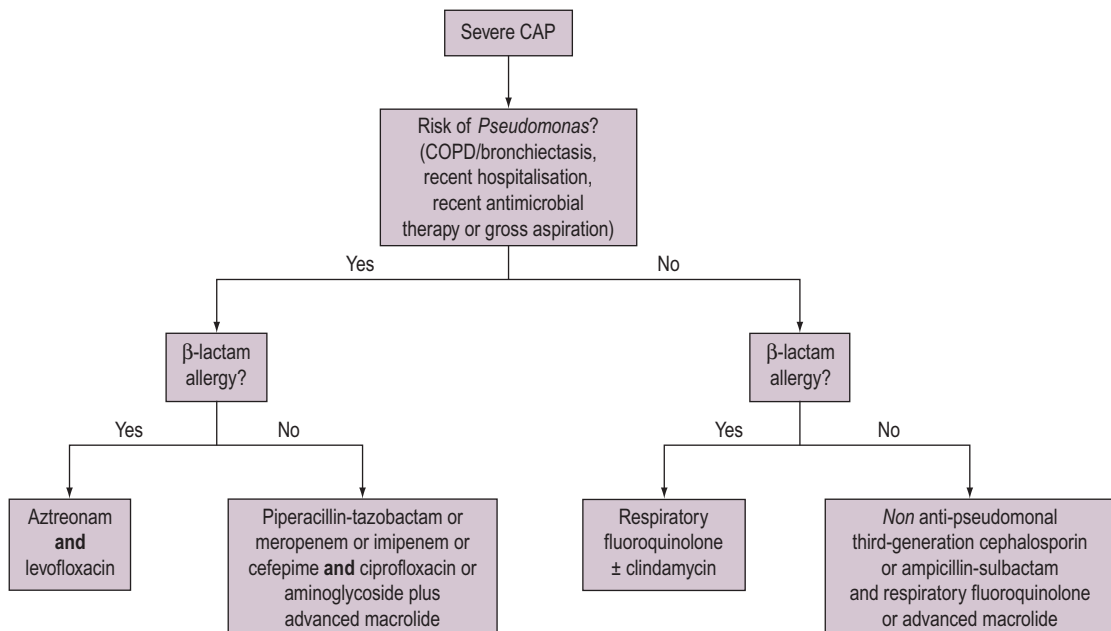 Severe CAP
Risk of Pseudomonas?
(COPD/bronchiectasis,
recent hospitalisation,
recent antimicrobial
therapy or gross aspiration)
Yes
No
β-lactam
allergy?
β-lactam
allergy?
Yes
No
Yes
No
Aztreonam
and
levofloxacin
Piperacillin-tazobactam or
meropenem or imipenem or
cefepime and ciprofloxacin or
aminoglycoside plus
advanced macrolide
Respiratory
fluoroquinolone
± clindamycin
Non anti-pseudomonal
third-generation cephalosporin
or ampicillin-sulbactam
and respiratory fluoroquinolone
or advanced macrolide